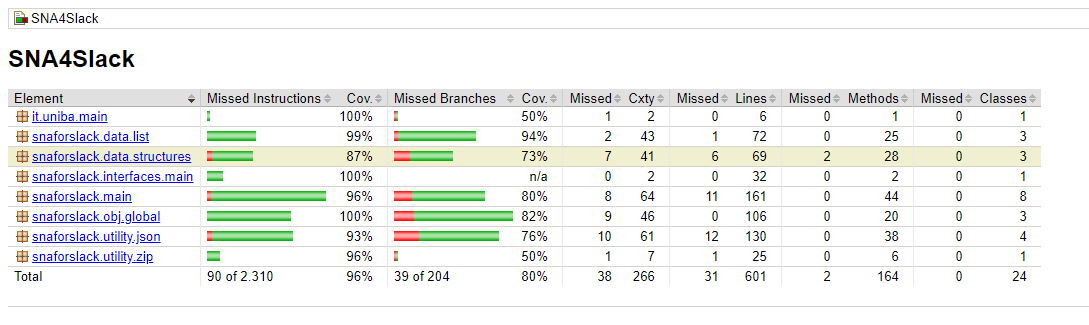 SNA4Slack
SNA4Slack
Element Missed Instructions Cov. Missed Branches Cov. Missed Cxty Missed Lines Missed Methods Missed Classes
it.uniba.main 100% 50% 1 2 0 6 0 1 0 1
snaforslack.data.list 99% 94% 2 43 1 72 0 25 0 3
snaforslack.data.structures 87% 73% 7 41 6 69 2 28 0 3
snaforslack.interfaces.main 100% n/a 0 2 0 32 0 2 0 1
snaforslack.main 96% 80% 8 64 11 161 0 44 0 8
snaforslack.obj.global 100% 82% 9 46 0 106 0 20 0 3
snaforslack.utility.json 93% 76% 10 61 12 130 0 38 0 4
snaforslack.utility.zip 96% 50% 1 7 1 25 0 6 0 1
Total 90 of 2.310 96% 39 of 204 80% 38 266 31 601 2 164 0 24